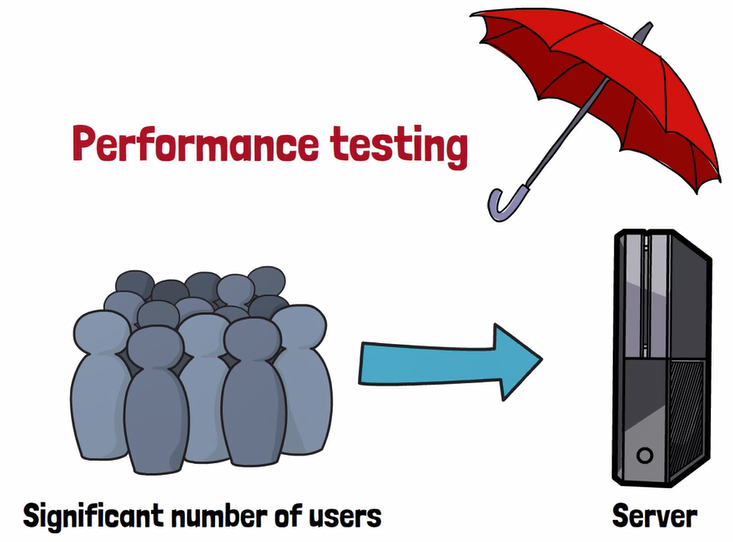 Performance testing
Significant number of users
Server